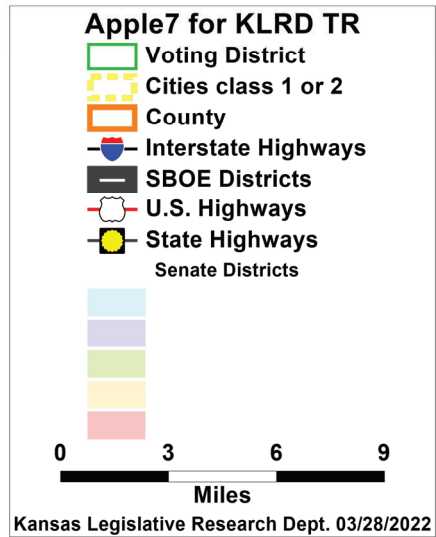 Apple7 for KLRD TR
Voting District
Cities class 1 or 2
County
Interstate Highways
SBOE Districts
U.S. Highways
State Highways
Senate Districts
0 3 6 9
Miles
Kansas Legislative Research Dept. 03/28/2022